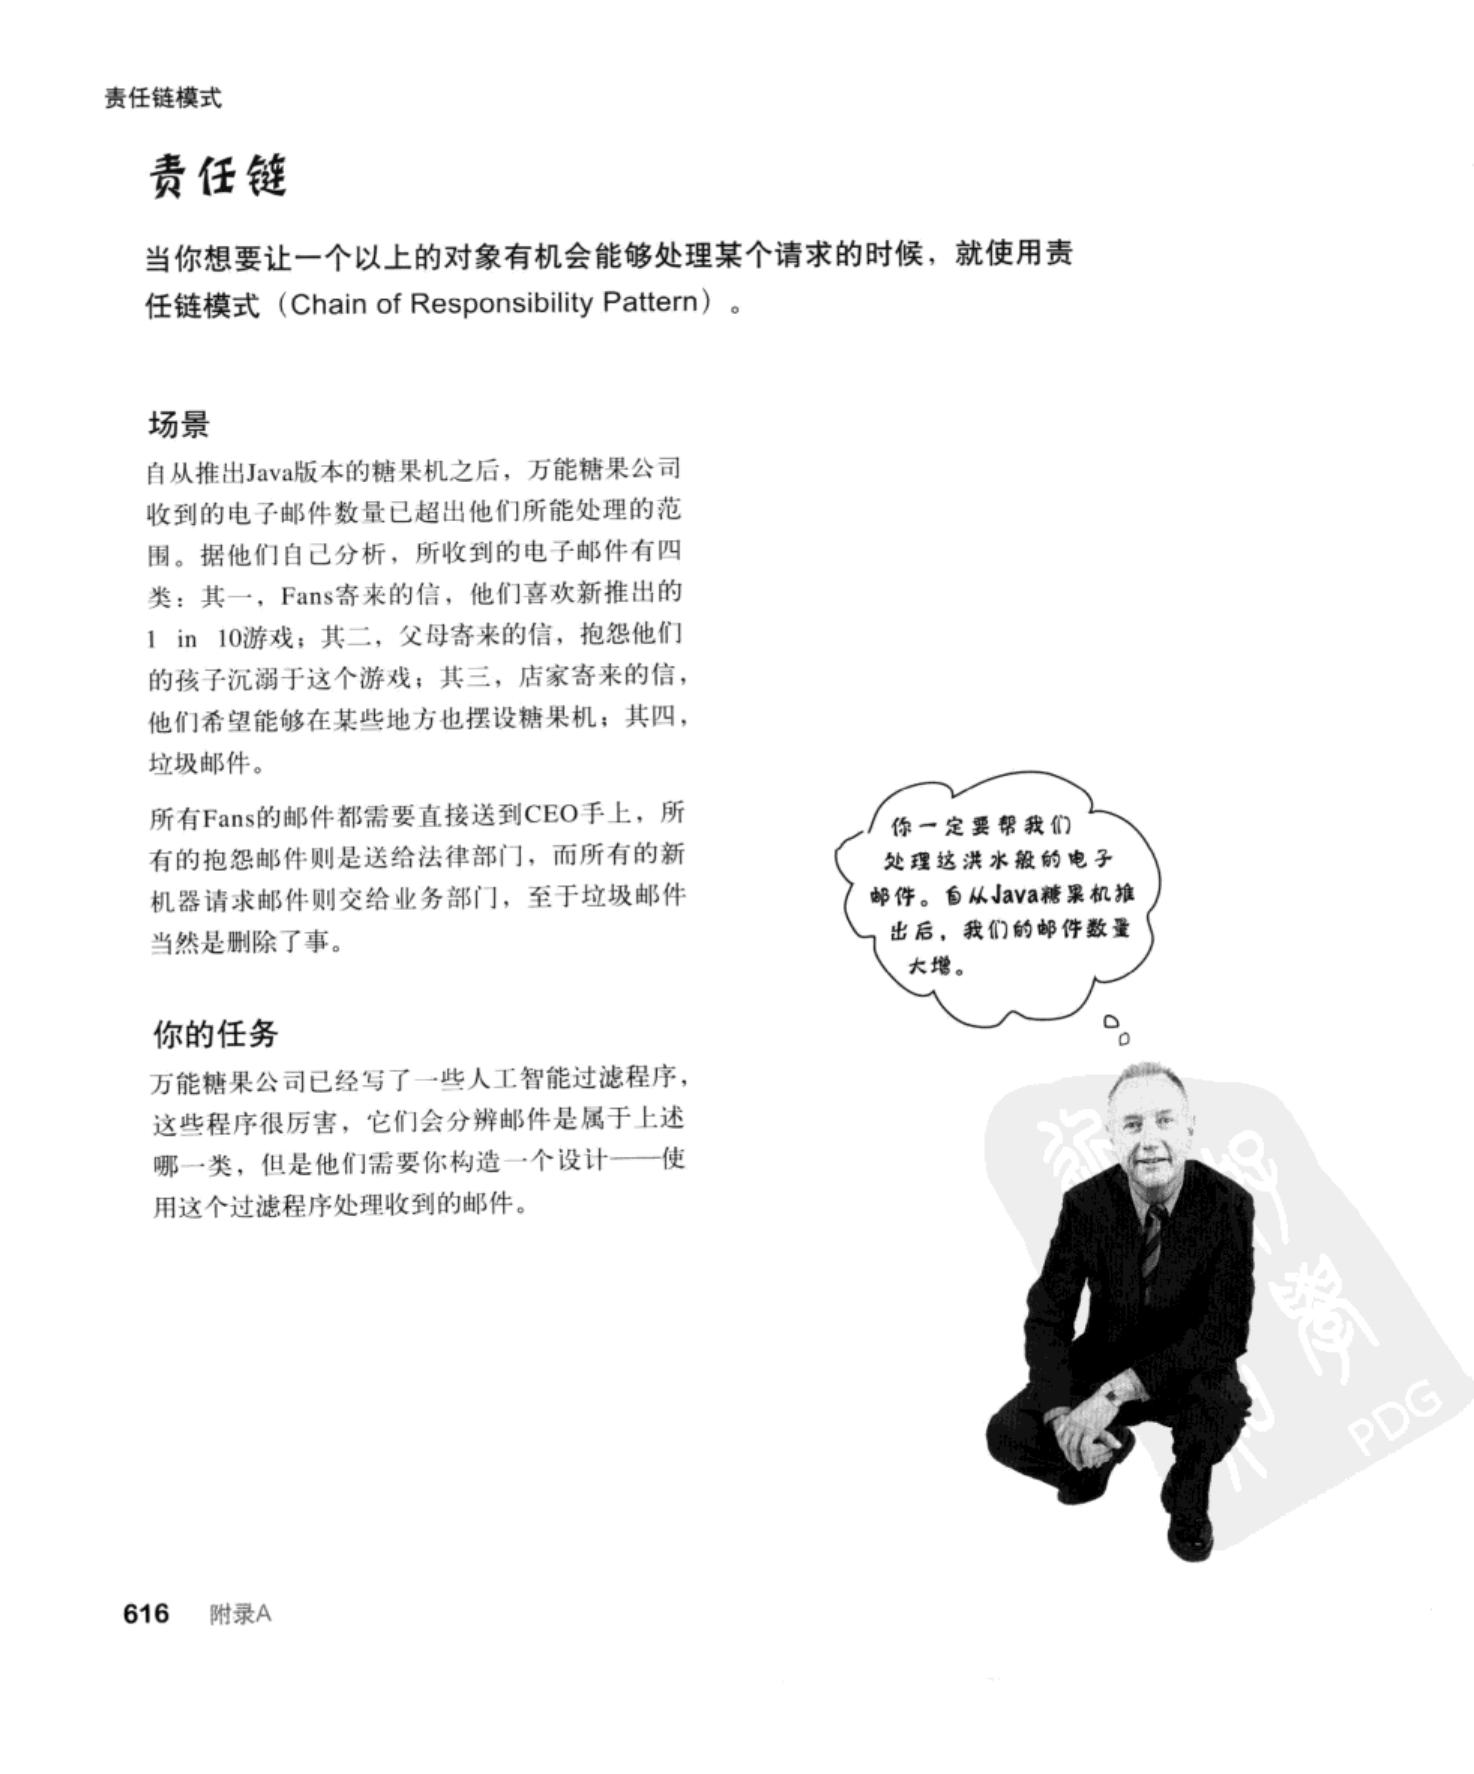 责任链模式
责任链
当你想要让一个以上的对象有机会能够处理某个请求的时候，就使用责
任链模式（Chain of Responsibility Pattern）。
场景
自从推出Java版本的糖果机之后，万能糖果公司
收到的电子邮件数量已超出他们所能处理的范
围。据他们自己分析，所收到的电子邮件有四
类：其一，Fans寄来的信，他们喜欢新推出的
1 in 10游戏；其二，父母寄来的信，抱怨他们
的孩子沉溺于这个游戏；其三，店家寄来的信，
他们希望能够在某些地方也摆设糖果机；其四，
垃圾邮件。
所有Fans的邮件都需要直接送到CEO手上，所
有的抱怨邮件则是送给法律部门，而所有的新
机器请求邮件则交给业务部门，至于垃圾邮件
当然是删除了事。
你的任务
万能糖果公司已经写了一些人工智能过滤程序，
这些程序很厉害，它们会分辨邮件是属于上述
哪一类，但是他们需要你构造一个设计——使
用这个过滤程序处理收到的邮件。
你一定要帮我们
处理这洪水般的电子
邮件。自从Java糖果机推
出后，我们的邮件数量
大增。
PDG
616 附录A